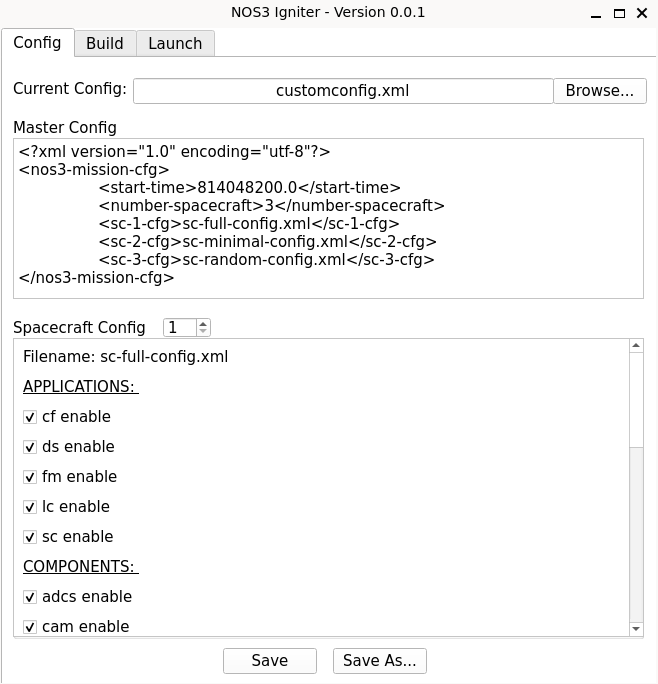 NOS3 Igniter - Version 0.0.1
Config Build Launch
Current Config: customconfig.xml Browse...
Master Config
<?xml version="1.0" encoding="utf-8"?>
<nos3-mission-cfg>
<start-time>814048200.0</start-time>
<number-spacecraft>3</number-spacecraft>
<sc-1-cfg>sc-full-config.xml</sc-1-cfg>
<sc-2-cfg>sc-minimal-config.xml</sc-2-cfg>
<sc-3-cfg>sc-random-config.xml</sc-3-cfg>
</nos3-mission-cfg>
Spacecraft Config 1
Filename: sc-full-config.xml
APPLICATIONS:
cf enable
ds enable
fm enable
lc enable
sc enable
COMPONENTS:
adcs enable
cam enable
Save Save As...